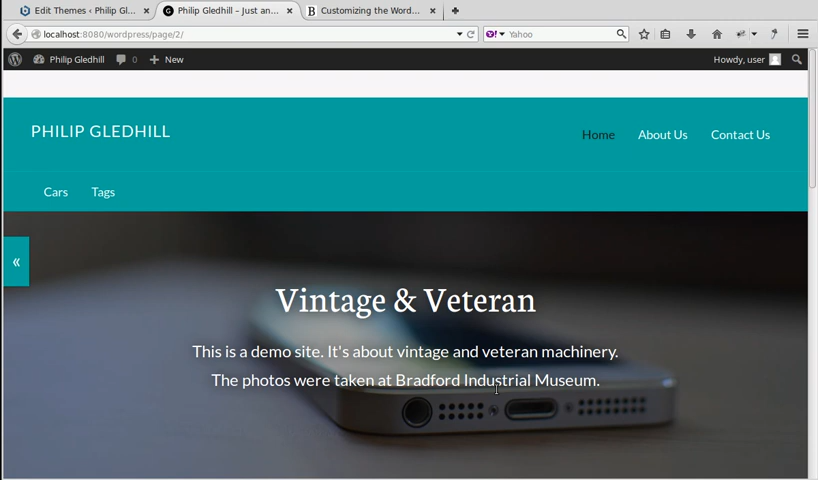 Edit Themes ‹ Philip Gl...
Philip Gledhill – Just an...
Customizing the Word...
localhost:8080/wordpress/page/2/
Yahoo
Philip Gledhill
0
New
Howdy, user
PHILIP GLEDHILL
Home
About Us
Contact Us
Cars
Tags
«
Vintage & Veteran
This is a demo site. It's about vintage and veteran machinery.
The photos were taken at Bradford Industrial Museum.